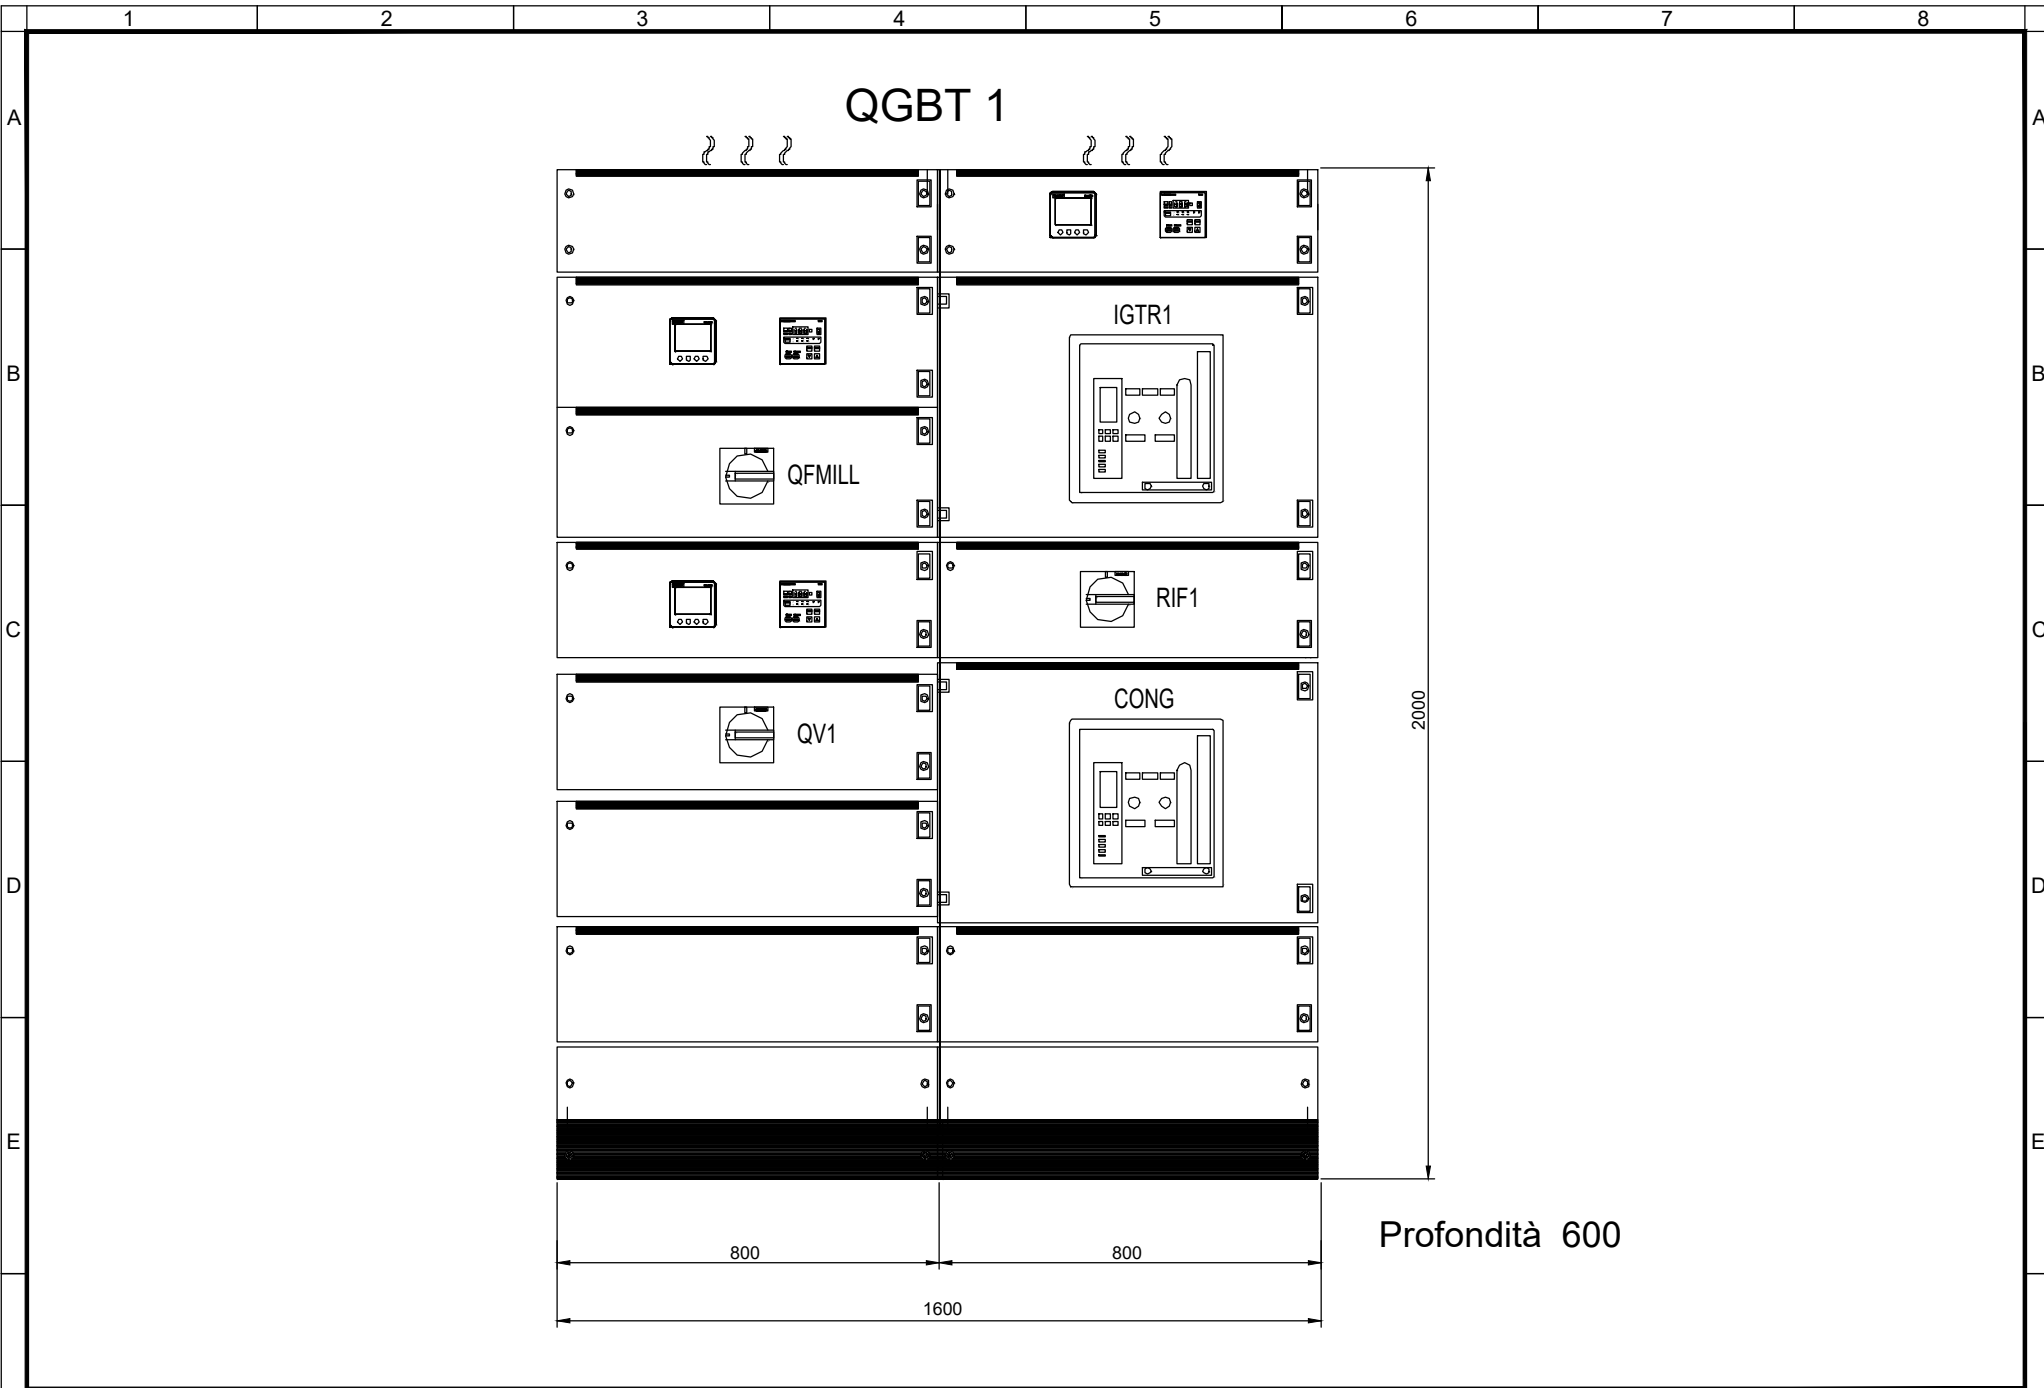 1 2 3 4 5 6 7 8
A A
QGBT 1
IGTR1
B B
QFMILL
RIF1
C C
CONG
2000
QV1
D D
E E
Profondità 600
800 800
1600